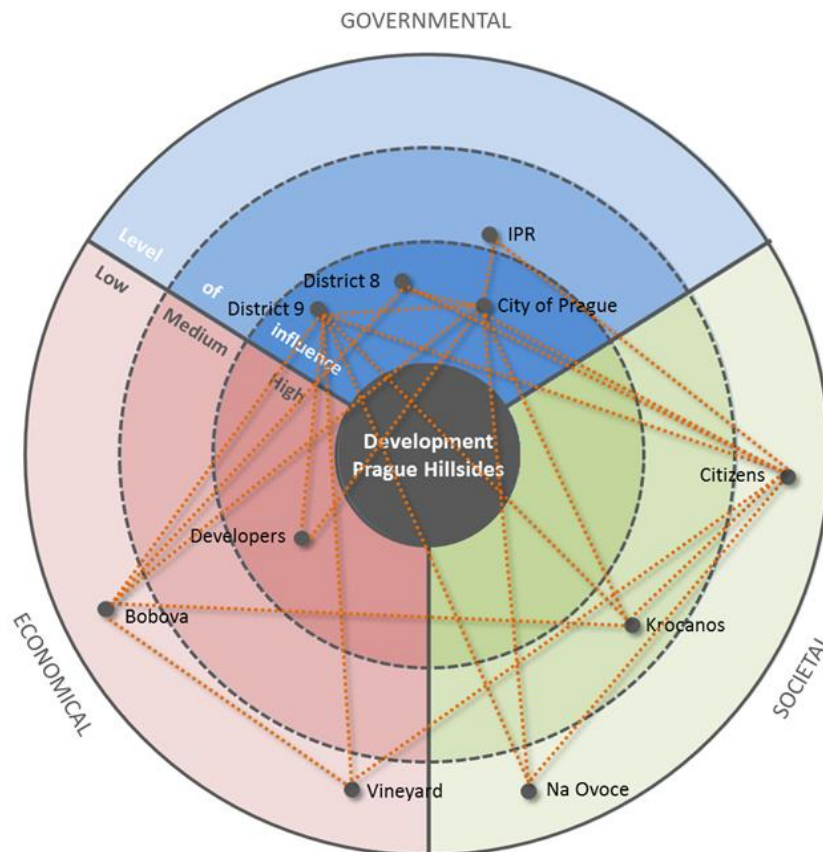 GOVERNMENTAL
IPR
Level
of
influence
District 8
District 9
City of Prague
Low
Medium
High
Development
Prague Hillsides
Citizens
Developers
Bobova
Krocanos
ECONOMICAL
SOCIETAL
Vineyard
Na Ovoce